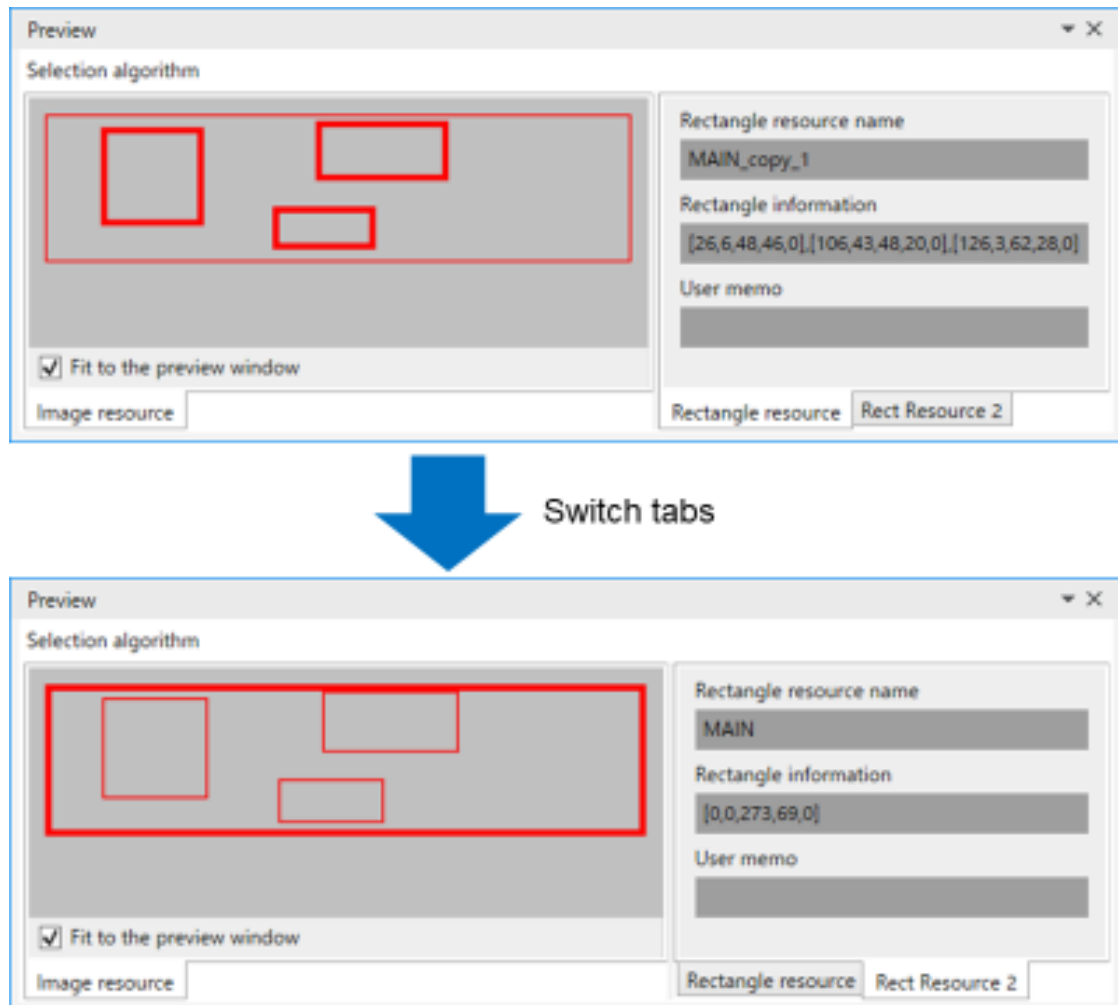 Preview
Selection algorithm
Rectangle resource name
MAIN_copy_1
Rectangle information
[26,6,48,46,0],[106,43,48,20,0],[126,3,62,28,0]
User memo
Fit to the preview window
Image resource
Rectangle resource
Rect Resource 2
Switch tabs
Preview
Selection algorithm
Rectangle resource name
MAIN
Rectangle information
[0,0,273,69,0]
User memo
Fit to the preview window
Image resource
Rectangle resource
Rect Resource 2